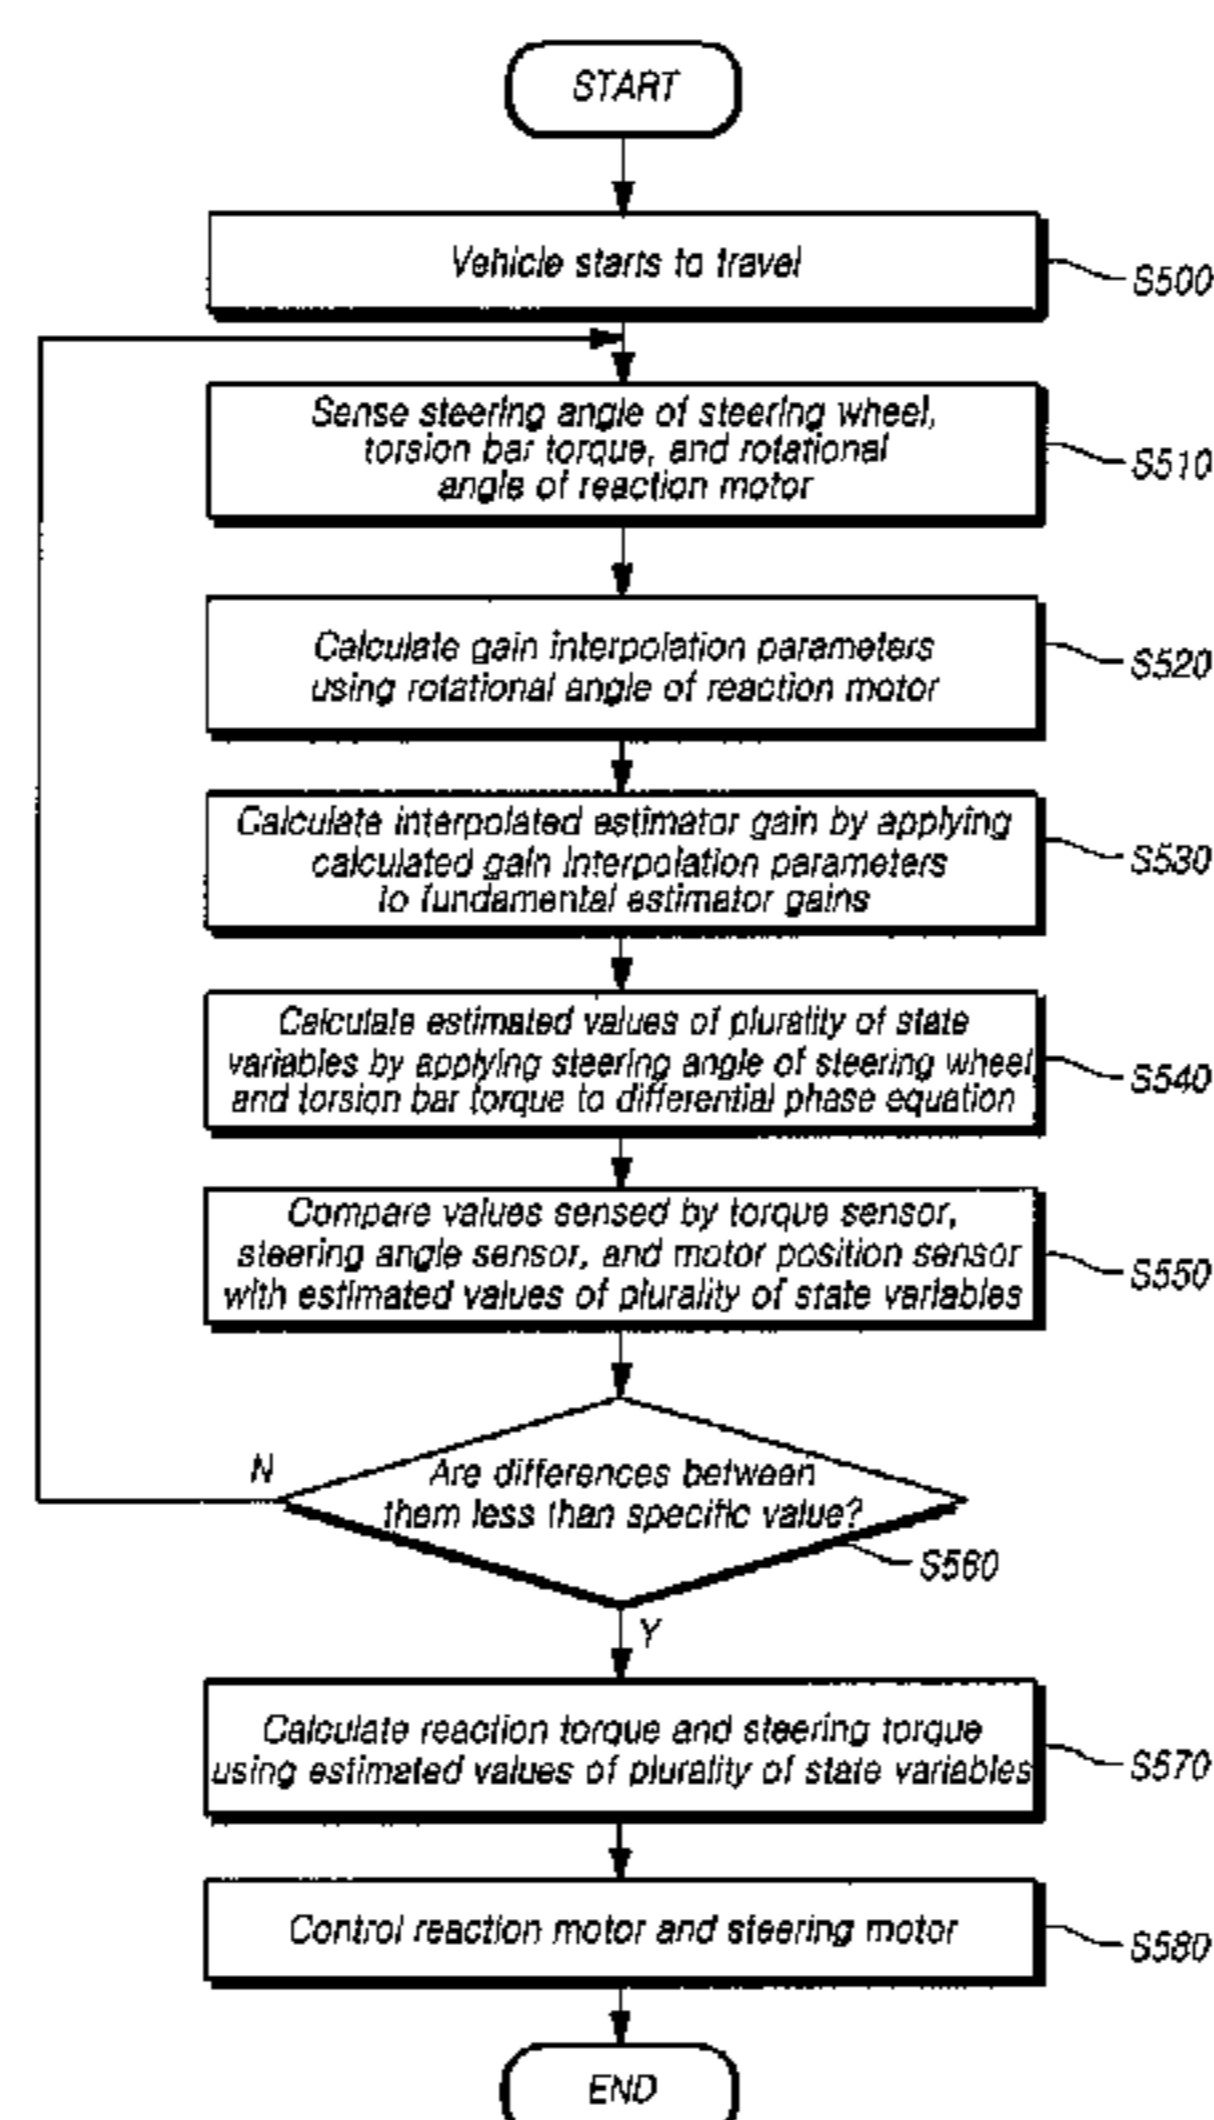 START
Vehicle starts to travel
S500
Sense steering angle of steering wheel,
torsion bar torque, and rotational
angle of reaction motor
S510
Calculate gain interpolation parameters
using rotational angle of reaction motor
S520
Calculate interpolated estimator gain by applying
calculated gain interpolation parameters
to fundamental estimator gains
S530
Calculate estimated values of plurality of state
variables by applying steering angle of steering wheel
and torsion bar torque to differential phase equation
S540
Compare values sensed by torque sensor,
steering angle sensor, and motor position sensor
with estimated values of plurality of state variables
S550
N
Are differences between
them less than specific value?
S560
Y
Calculate reaction torque and steering torque
using estimated values of plurality of state variables
S570
Control reaction motor and steering motor
S580
END